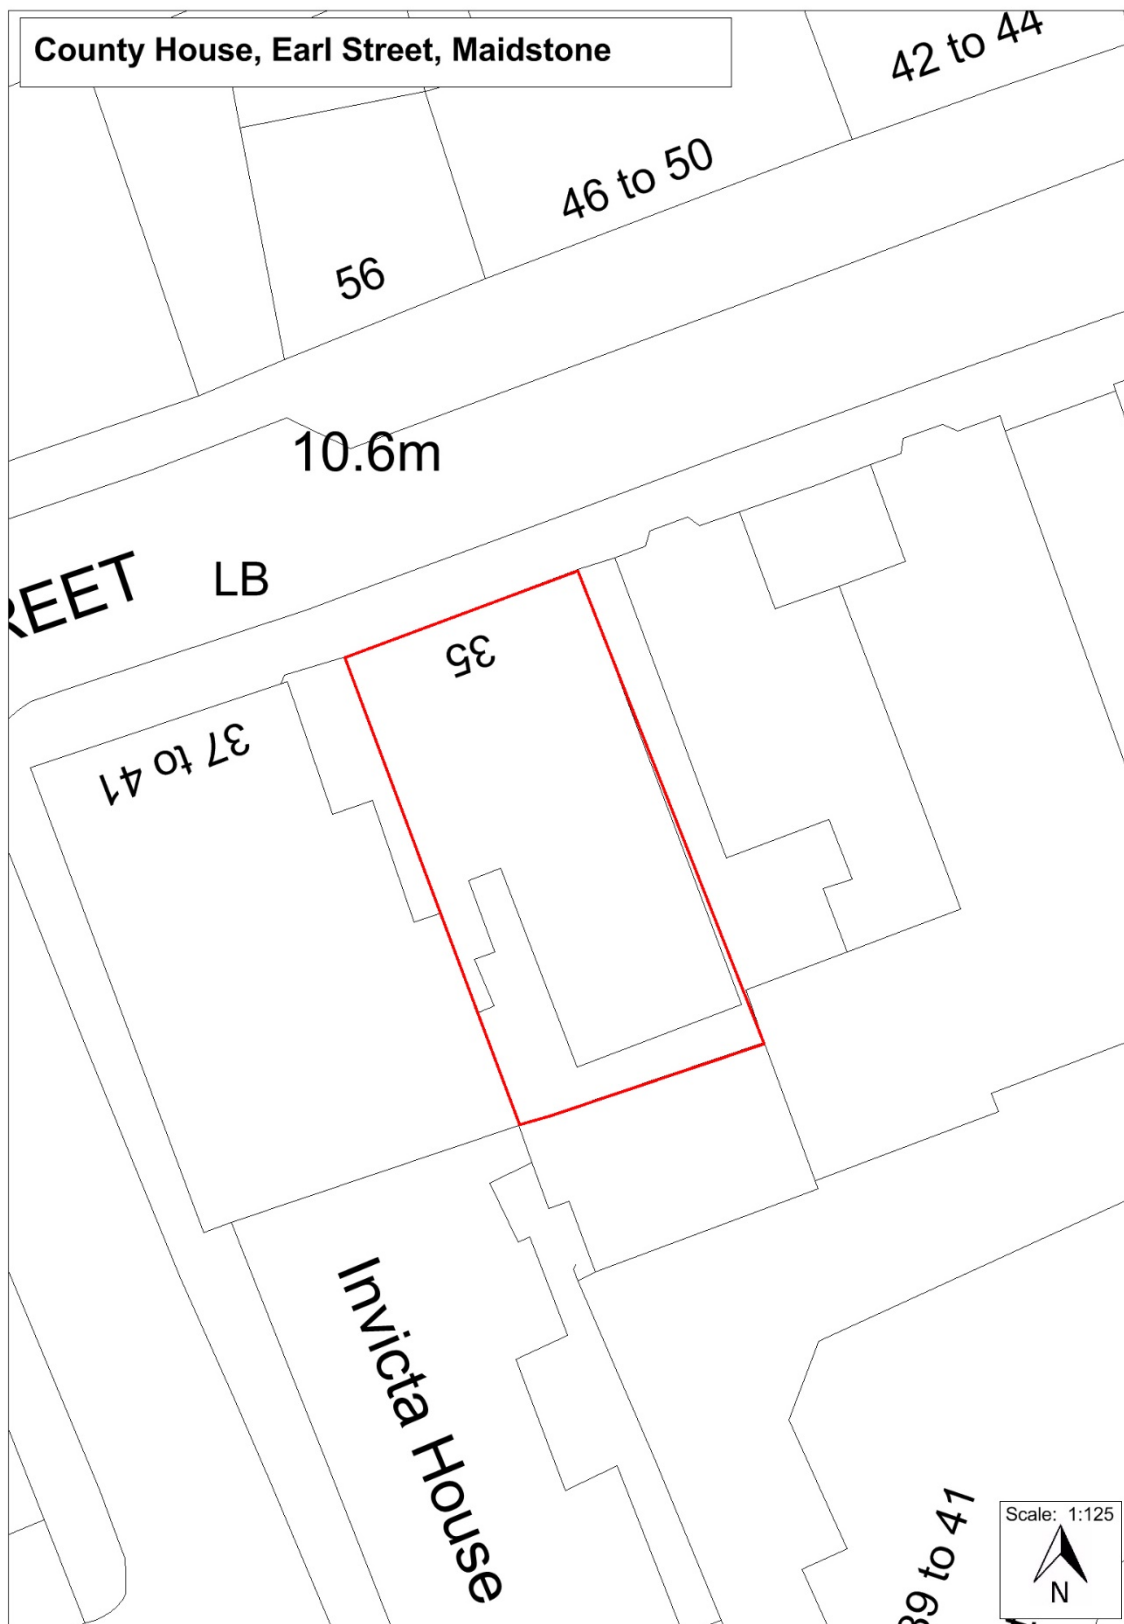 County House, Earl Street, Maidstone
42 to 44
46 to 50
56
10.6m
REET
LB
35
37 to 41
Invicta House
39 to 41
Scale: 1:125
N